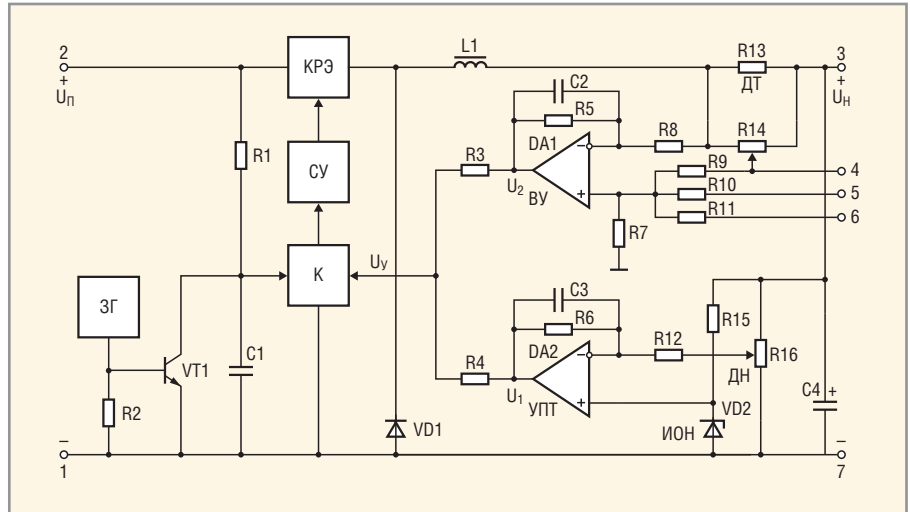 2
+
UП
КРЭ
L1
R13
ДТ
3
+
UН
R1
СУ
C2
R5
DA1
R8
R14
R3
U2
ВУ
R9
4
R10
5
R11
6
R7
ЗГ
К
UУ
C3
R6
R15
VT1
C1
DA2
R12
R16
R4
ДН
U1
УПТ
C4
+
R2
VD1
VD2
ИОН
–
1
–
7